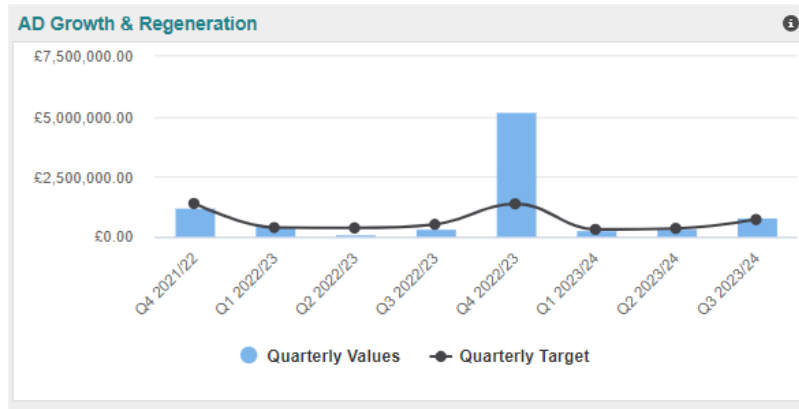 AD Growth & Regeneration
£7,500,000.00
£5,000,000.00
£2,500,000.00
£0.00
Q4 2021/22
Q1 2022/23
Q2 2022/23
Q3 2022/23
Q4 2022/23
Q1 2023/24
Q2 2023/24
Q3 2023/24
Quarterly Values
Quarterly Target